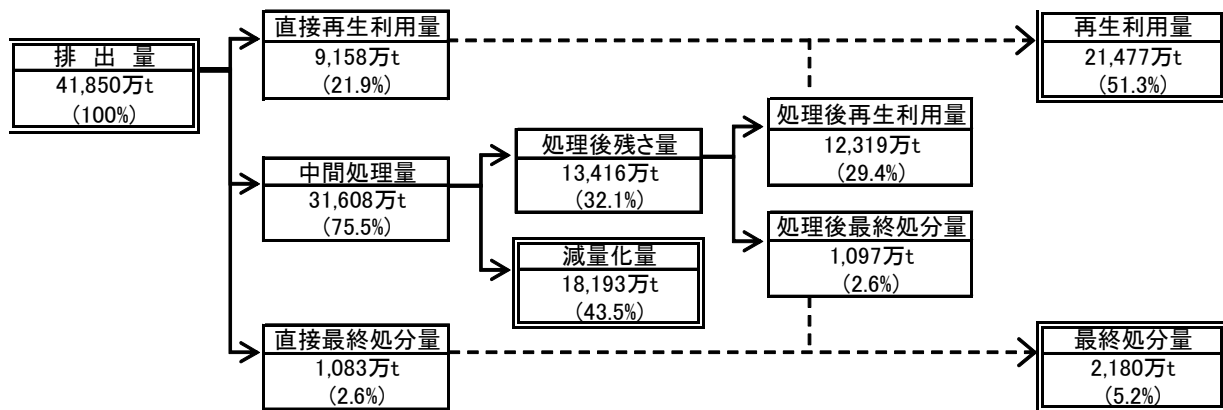 排 出 量
41,850万t
(100%)
直接再生利用量
9,158万t
(21.9%)
中間処理量
31,608万t
(75.5%)
直接最終処分量
1,083万t
(2.6%)
処理後残さ量
13,416万t
(32.1%)
減量化量
18,193万t
(43.5%)
処理後再生利用量
12,319万t
(29.4%)
処理後最終処分量
1,097万t
(2.6%)
再生利用量
21,477万t
(51.3%)
最終処分量
2,180万t
(5.2%)